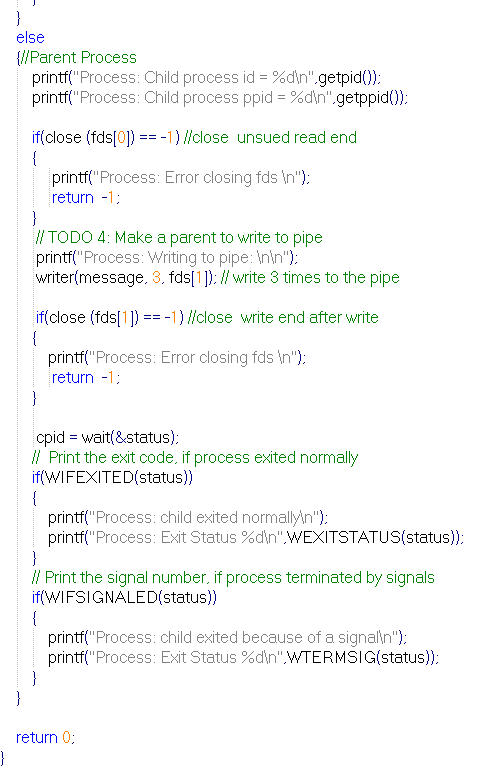 }
}
else
{//Parent Process
printf("Process: Child process id = %d\n",getpid());
printf("Process: Child process ppid = %d\n",getppid());
if(close (fds[0]) == -1) //close  unsued read end
{
printf("Process: Error closing fds \n");
return  -1;
}
// TODO 4: Make a parent to write to pipe
printf("Process: Writing to pipe: \n\n");
writer(message, 3, fds[1]); // write 3 times to the pipe
if(close (fds[1]) == -1) //close  write end after write
{
printf("Process: Error closing fds \n");
return  -1;
}
cpid = wait(&status);
//  Print the exit code, if process exited normally
if(WIFEXITED(status))
{
printf("Process: child exited normally\n");
printf("Process: Exit Status %d\n",WEXITSTATUS(status));
}
// Print the signal number, if process terminated by signals
if(WIFSIGNALED(status))
{
printf("Process: child exited because of a signal\n");
printf("Process: Exit Status %d\n",WTERMSIG(status));
}
}
return 0;
}